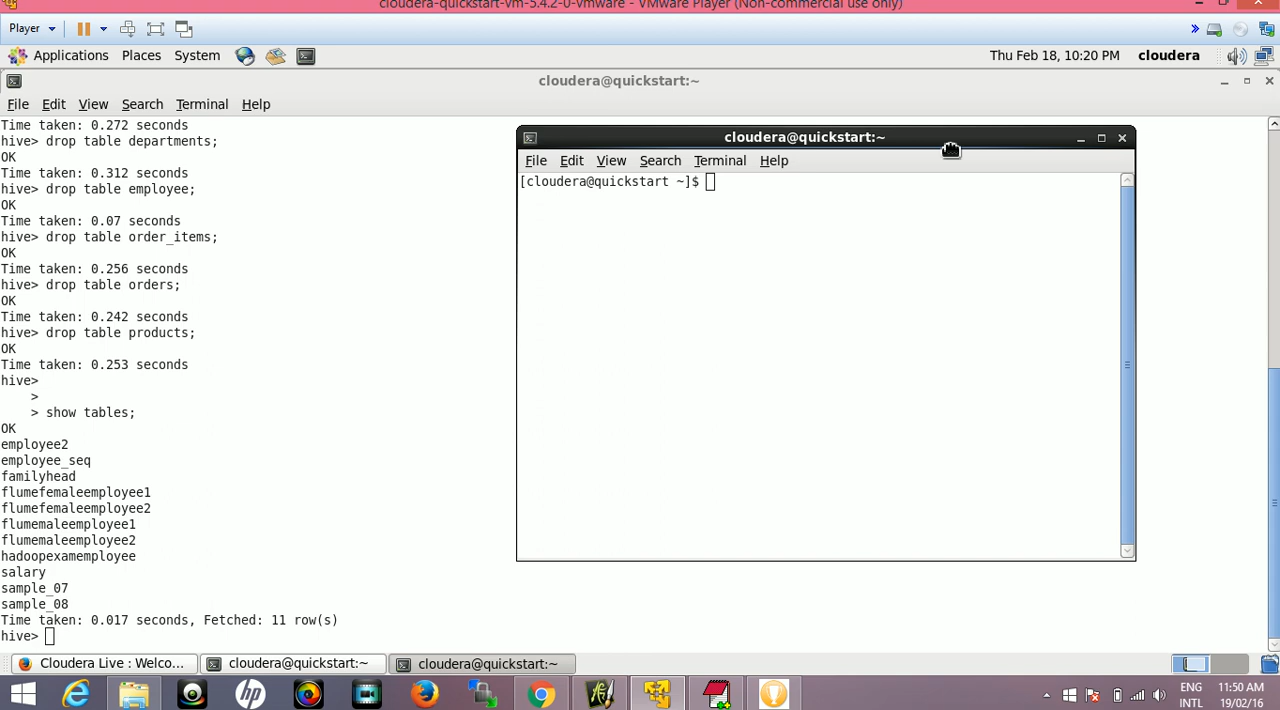 cloudera-quickstart-vm-5.4.2-0-vmware - VMware Player (Non-commercial use only)
Player
Applications Places System Thu Feb 18, 10:20 PM cloudera
cloudera@quickstart:~
File Edit View Search Terminal Help
Time taken: 0.272 seconds
hive> drop table departments;
OK
Time taken: 0.312 seconds
hive> drop table employee;
OK
Time taken: 0.07 seconds
hive> drop table order_items;
OK
Time taken: 0.256 seconds
hive> drop table orders;
OK
Time taken: 0.242 seconds
hive> drop table products;
OK
Time taken: 0.253 seconds
hive>
>
> show tables;
OK
employee2
employee_seq
familyhead
flumefemaleemployee1
flumefemaleemployee2
flumemaleemployee1
flumemaleemployee2
hadoopexamemployee
salary
sample_07
sample_08
Time taken: 0.017 seconds, Fetched: 11 row(s)
hive>
cloudera@quickstart:~
File Edit View Search Terminal Help
[cloudera@quickstart ~]$
Cloudera Live : Welco... cloudera@quickstart:~ cloudera@quickstart:~
hp
ENG 11:50 AM
INTL 19/02/16